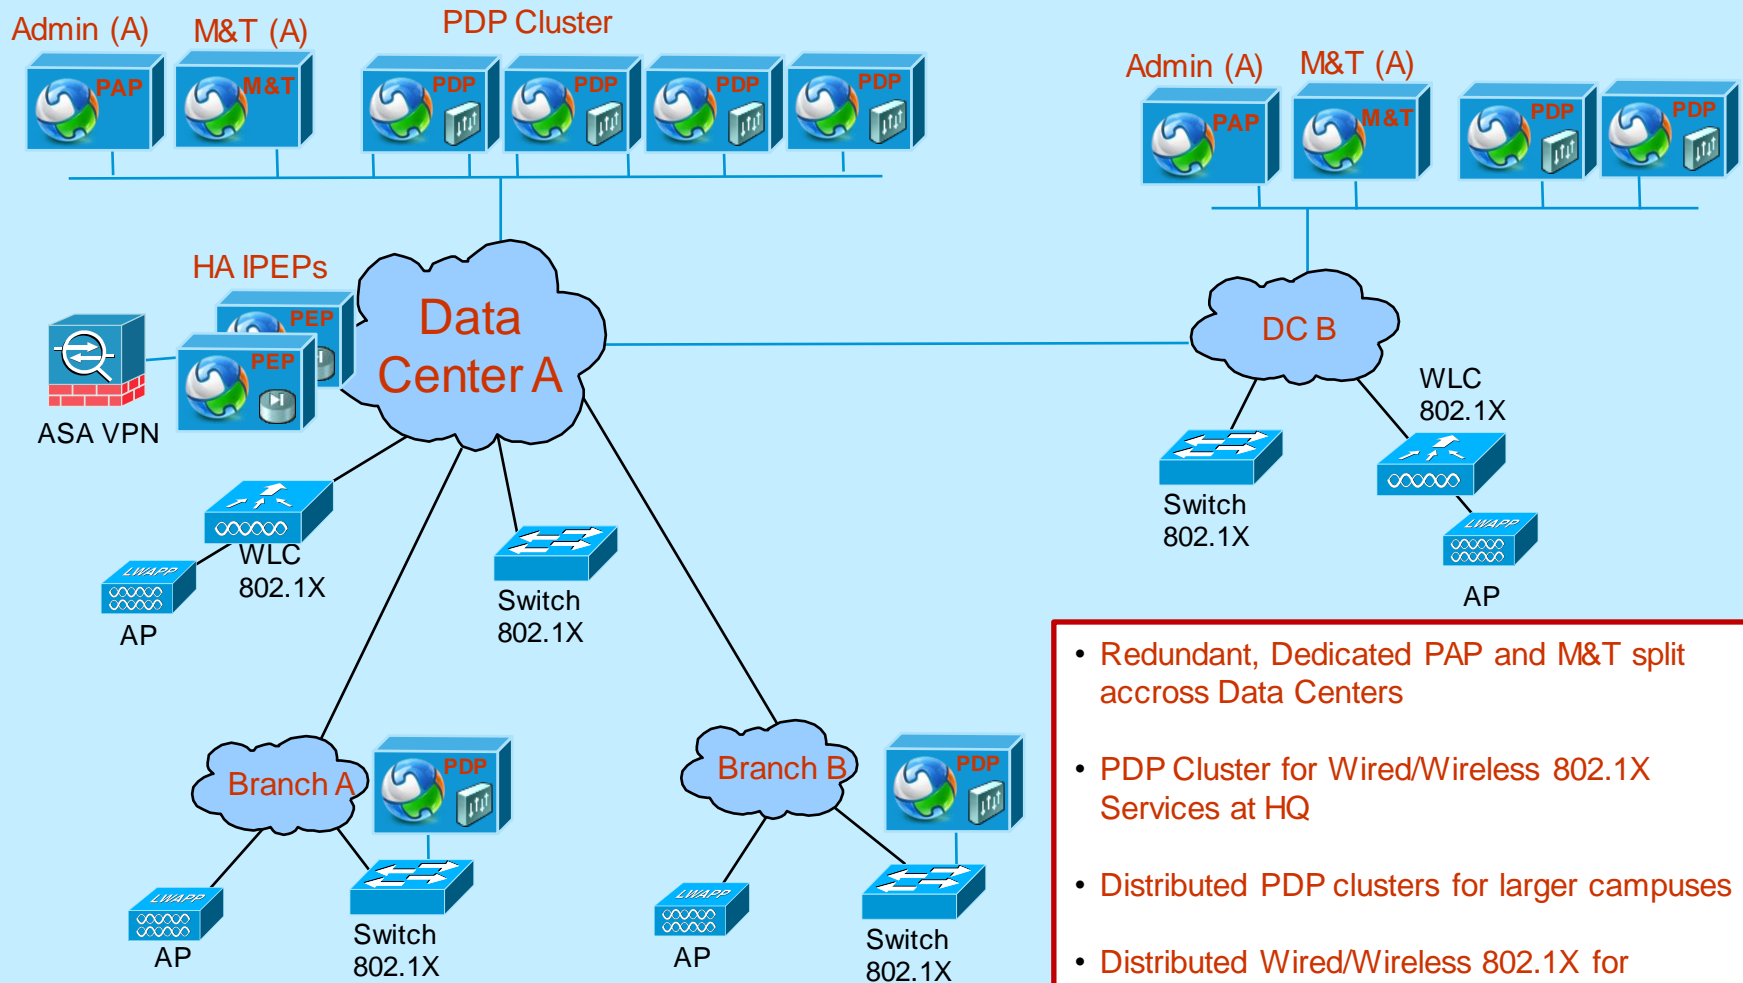 Admin (A)
M&T (A)
PDP Cluster
PAP
M&T
PDP
PDP
PDP
PDP
Admin (A)
M&T (A)
PAP
M&T
PDP
PDP
HA IPEPs
PEP
PEP
ASA VPN
Data
Center A
DC B
WLC
802.1X
Switch
802.1X
LWAPP
AP
WLC
802.1X
LWAPP
AP
Switch
802.1X
Branch A
PDP
LWAPP
AP
Switch
802.1X
Branch B
PDP
LWAPP
AP
Switch
802.1X
• Redundant, Dedicated PAP and M&T split
accross Data Centers
• PDP Cluster for Wired/Wireless 802.1X
Services at HQ
• Distributed PDP clusters for larger campuses
• Distributed Wired/Wireless 802.1X for